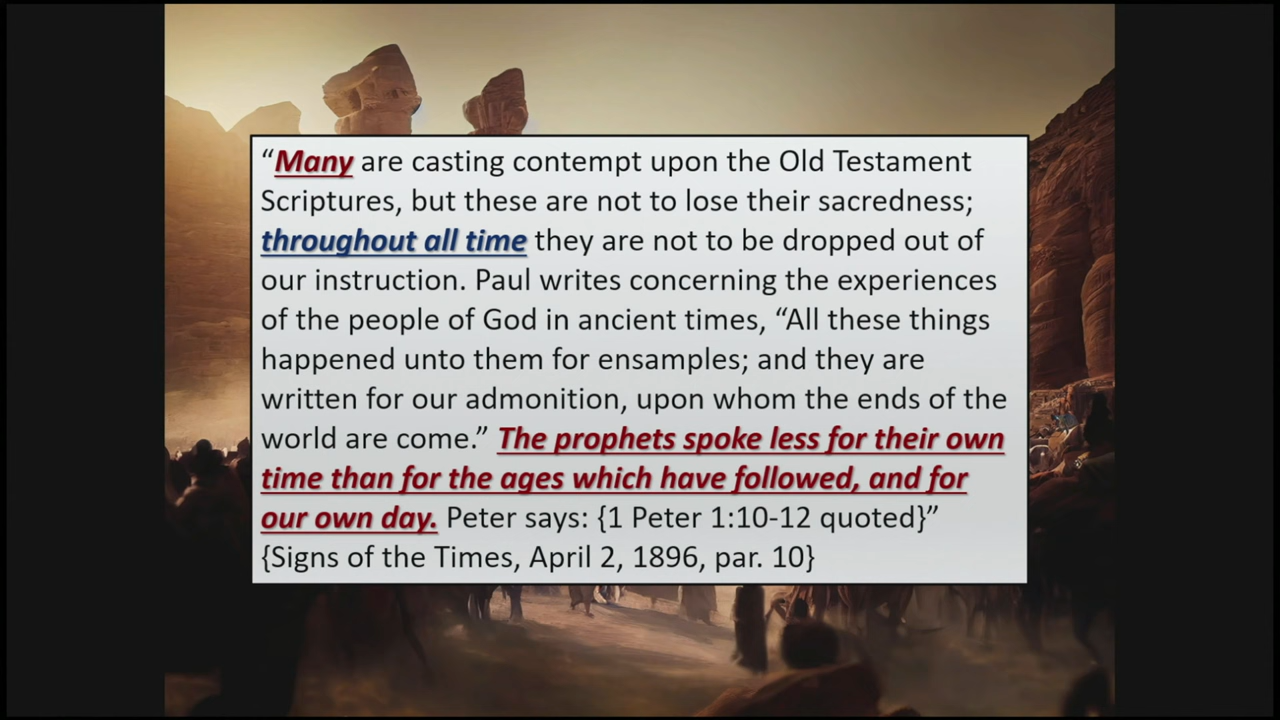 “Many are casting contempt upon the Old Testament
Scriptures, but these are not to lose their sacredness;
throughout all time they are not to be dropped out of
our instruction. Paul writes concerning the experiences
of the people of God in ancient times, “All these things
happened unto them for ensamples; and they are
written for our admonition, upon whom the ends of the
world are come.” The prophets spoke less for their own
time than for the ages which have followed, and for
our own day. Peter says: {1 Peter 1:10-12 quoted}”
{Signs of the Times, April 2, 1896, par. 10}